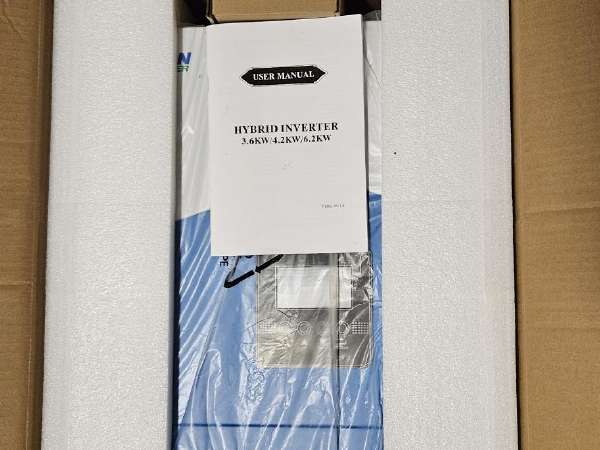 USER MANUAL
HYBRID INVERTER
3.6KW/4.2KW/6.2KW